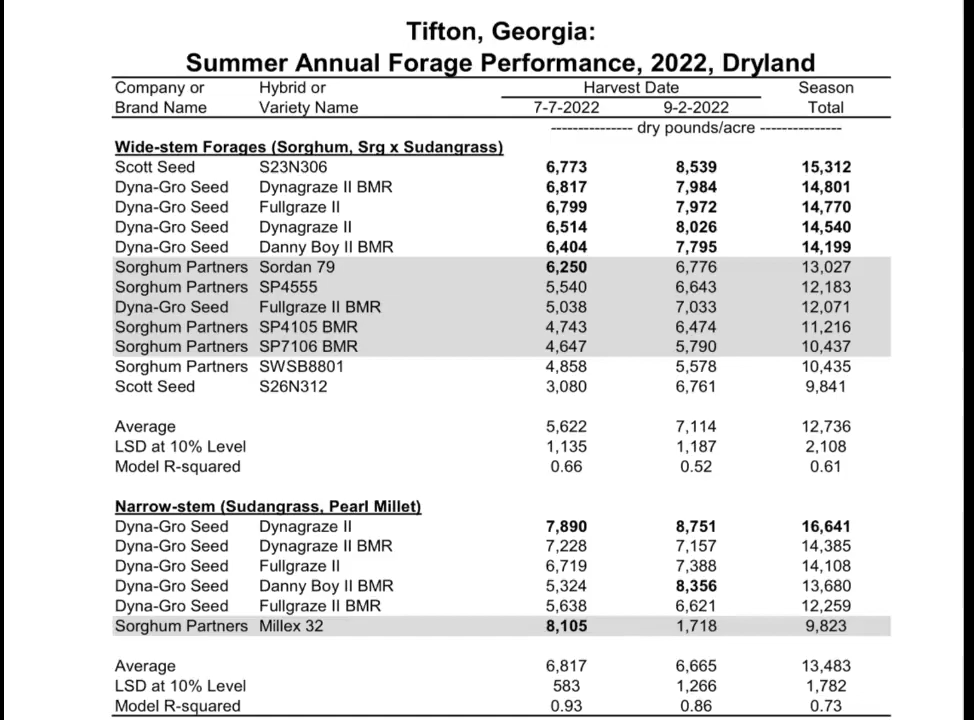 Tifton, Georgia:
Summer Annual Forage Performance, 2022, Dryland
Company or Hybrid or Harvest Date Season
Brand Name Variety Name 7-7-2022 9-2-2022 Total
--------------- dry pounds/acre ---------------
Wide-stem Forages (Sorghum, Srg x Sudangrass)
Scott Seed S23N306 6,773 8,539 15,312
Dyna-Gro Seed Dynagraze II BMR 6,817 7,984 14,801
Dyna-Gro Seed Fullgraze II 6,799 7,972 14,770
Dyna-Gro Seed Dynagraze II 6,514 8,026 14,540
Dyna-Gro Seed Danny Boy II BMR 6,404 7,795 14,199
Sorghum Partners Sordan 79 6,250 6,776 13,027
Sorghum Partners SP4555 5,540 6,643 12,183
Dyna-Gro Seed Fullgraze II BMR 5,038 7,033 12,071
Sorghum Partners SP4105 BMR 4,743 6,474 11,216
Sorghum Partners SP7106 BMR 4,647 5,790 10,437
Sorghum Partners SWSB8801 4,858 5,578 10,435
Scott Seed S26N312 3,080 6,761 9,841
Average 5,622 7,114 12,736
LSD at 10% Level 1,135 1,187 2,108
Model R-squared 0.66 0.52 0.61
Narrow-stem (Sudangrass, Pearl Millet)
Dyna-Gro Seed Dynagraze II 7,890 8,751 16,641
Dyna-Gro Seed Dynagraze II BMR 7,228 7,157 14,385
Dyna-Gro Seed Fullgraze II 6,719 7,388 14,108
Dyna-Gro Seed Danny Boy II BMR 5,324 8,356 13,680
Dyna-Gro Seed Fullgraze II BMR 5,638 6,621 12,259
Sorghum Partners Millex 32 8,105 1,718 9,823
Average 6,817 6,665 13,483
LSD at 10% Level 583 1,266 1,782
Model R-squared 0.93 0.86 0.73